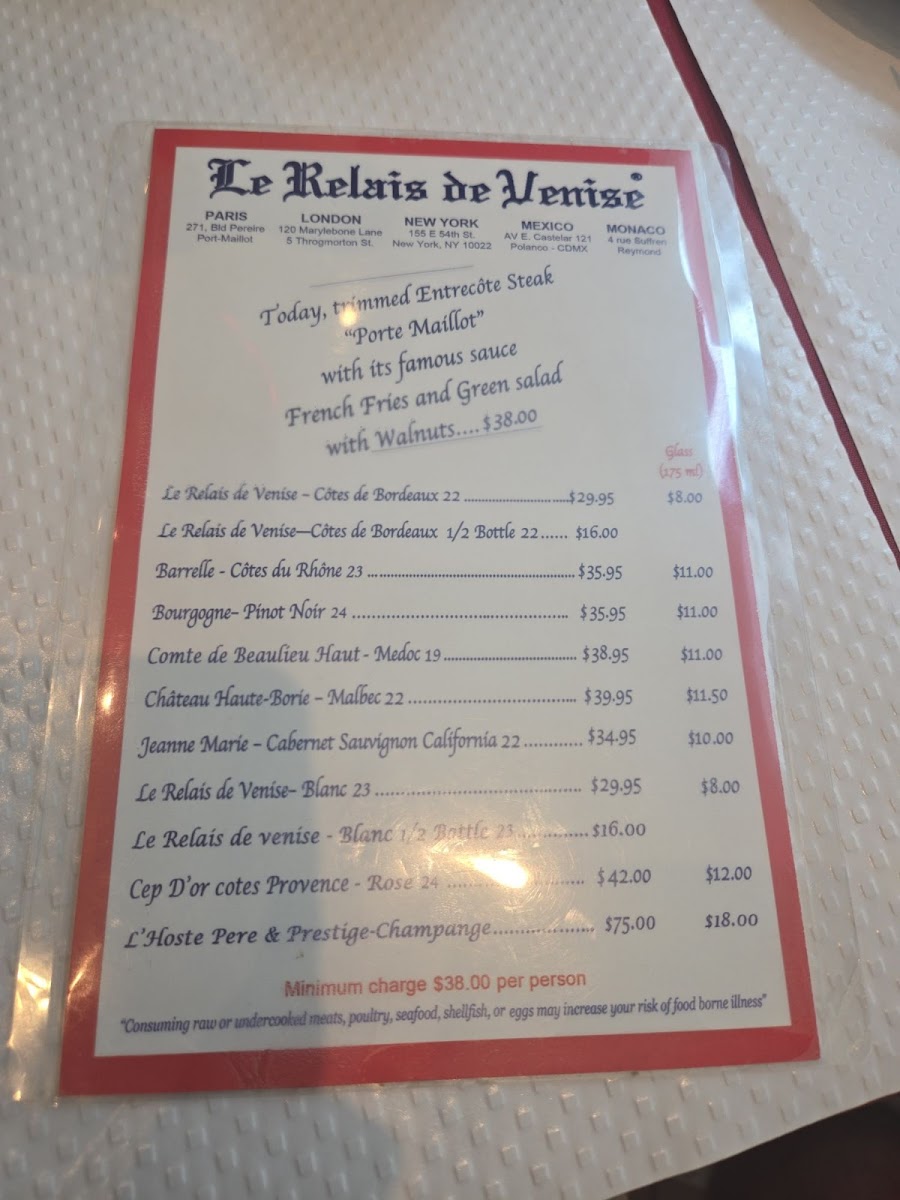 Le Relais de Venise
PARIS
271, Bld Pereire
Port-Maillot
LONDON
120 Marylebone Lane
5 Throgmorton St.
NEW YORK
155 E 54th St.
New York, NY 10022
MEXICO
AV E. Castelar 121
Polanco - CDMX
MONACO
4 rue Suffren
Reymond
Today, trimmed Entrecôte Steak
“Porte Maillot”
with its famous sauce
French Fries and Green salad
with Walnuts....$38.00
Glass
(175 ml)
Le Relais de Venise – Côtes de Bordeaux 22 ............................$29.95 $8.00
Le Relais de Venise—Côtes de Bordeaux 1/2 Bottle 22...... $16.00
Barrelle - Côtes du Rhône 23 ........................................................ $35.95 $11.00
Bourgogne– Pinot Noir 24 ................................................ $35.95 $11.00
Comte de Beaulieu Haut - Medoc 19.................................... $38.95 $11.00
Château Haute-Borie – Malbec 22 .................................... $39.95 $11.50
Jeanne Marie – Cabernet Sauvignon California 22............ $34.95 $10.00
Le Relais de Venise– Blanc 23 .......................................... $29.95 $8.00
Le Relais de venise - Blanc 1/2 Bottle 23.............. $16.00
Cep D'or cotes Provence - Rose 24 ........................... $42.00 $12.00
L'Hoste Pere & Prestige-Champange.................... $75.00 $18.00
Minimum charge $38.00 per person
“Consuming raw or undercooked meats, poultry, seafood, shellfish, or eggs may increase your risk of food borne illness”